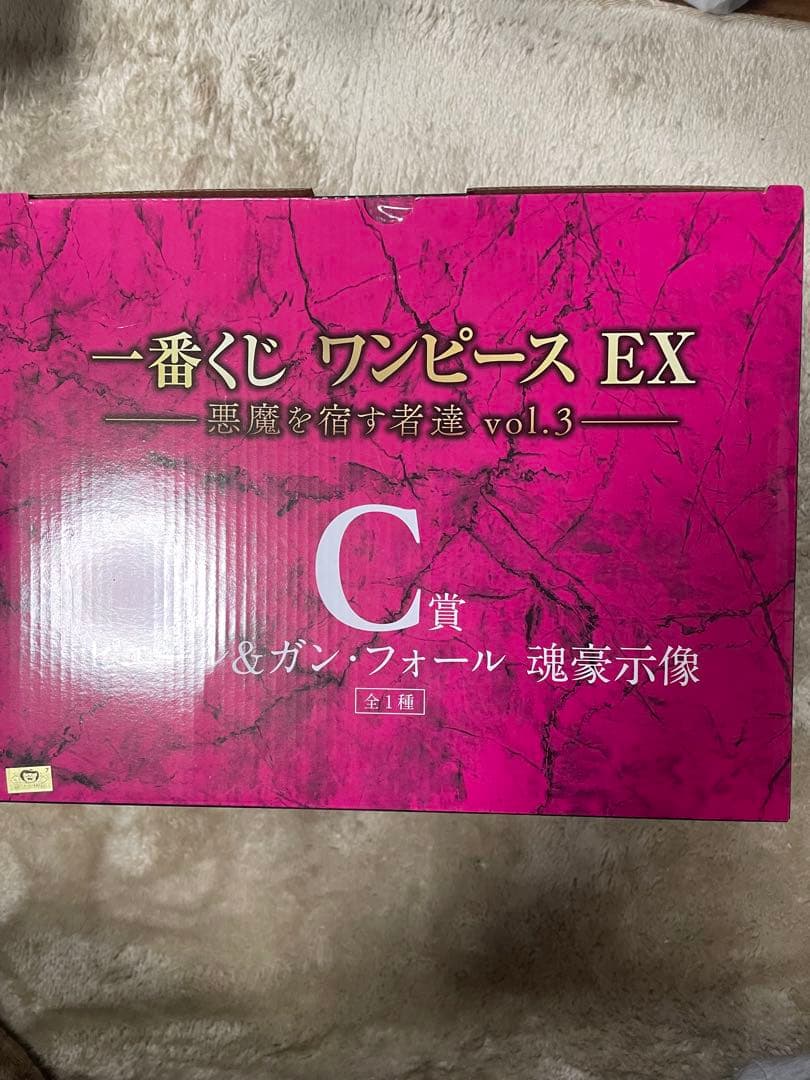 一番くじ ワンピース EX
悪魔を宿す者達 vol.3
C賞
&ガン・フォール 魂豪示像
全1種